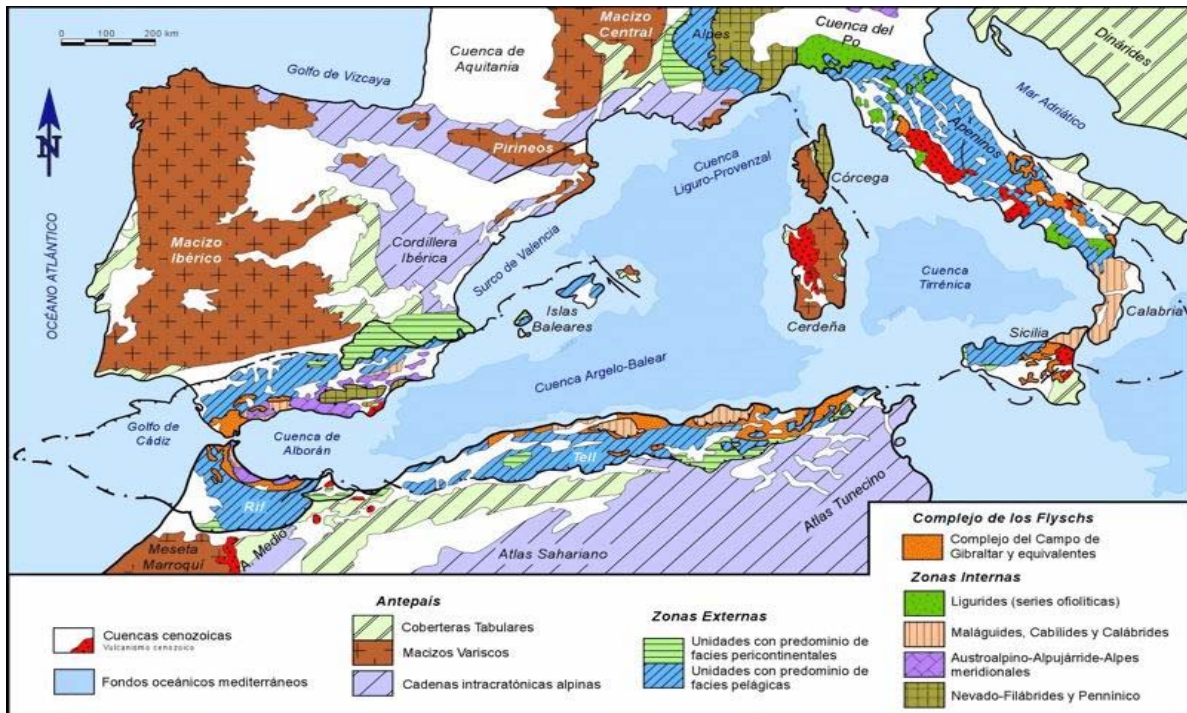 0 100 200 km
Golfo de Vizcaya
Cuenca de
Aquitania
Macizo
Central
Alpes
Cuenca del
Po
Dináridos
Mar Adriático
N
OCÉANO ATLÁNTICO
Pirineos
Cuenca
Liguro-Provenzal
Córcega
Apeninos
Macizo
Ibérico
Cordillera
Ibérica
Surco de Valencia
Islas
Baleares
Cerdeña
Cuenca
Tirrénica
Calabria
Sicilia
Cuenca Argelo-Balear
Golfo de
Cádiz
Cuenca de
Alborán
Rif
Tell
Meseta
Marroquí
A. Medio
Atlas Sahariano
Atlas Tunecino
Cuencas cenozoicas
Vulcanismo cenozoico
Fondos oceánicos mediterráneos
Antepaís
Coberteras Tabulares
Macizos Variscos
Cadenas intracratónicas alpinas
Zonas Externas
Unidades con predominio de
facies pericontinentales
Unidades con predominio de
facies pelágicas
Complejo de los Flyschs
Complejo del Campo de
Gibraltar y equivalentes
Zonas Internas
Ligurides (series ofiolíticas)
Maláguides, Cabílides y Calábrides
Austroalpino-Alpujárride-Alpes
meridionales
Nevado-Filábrides y Pennínico